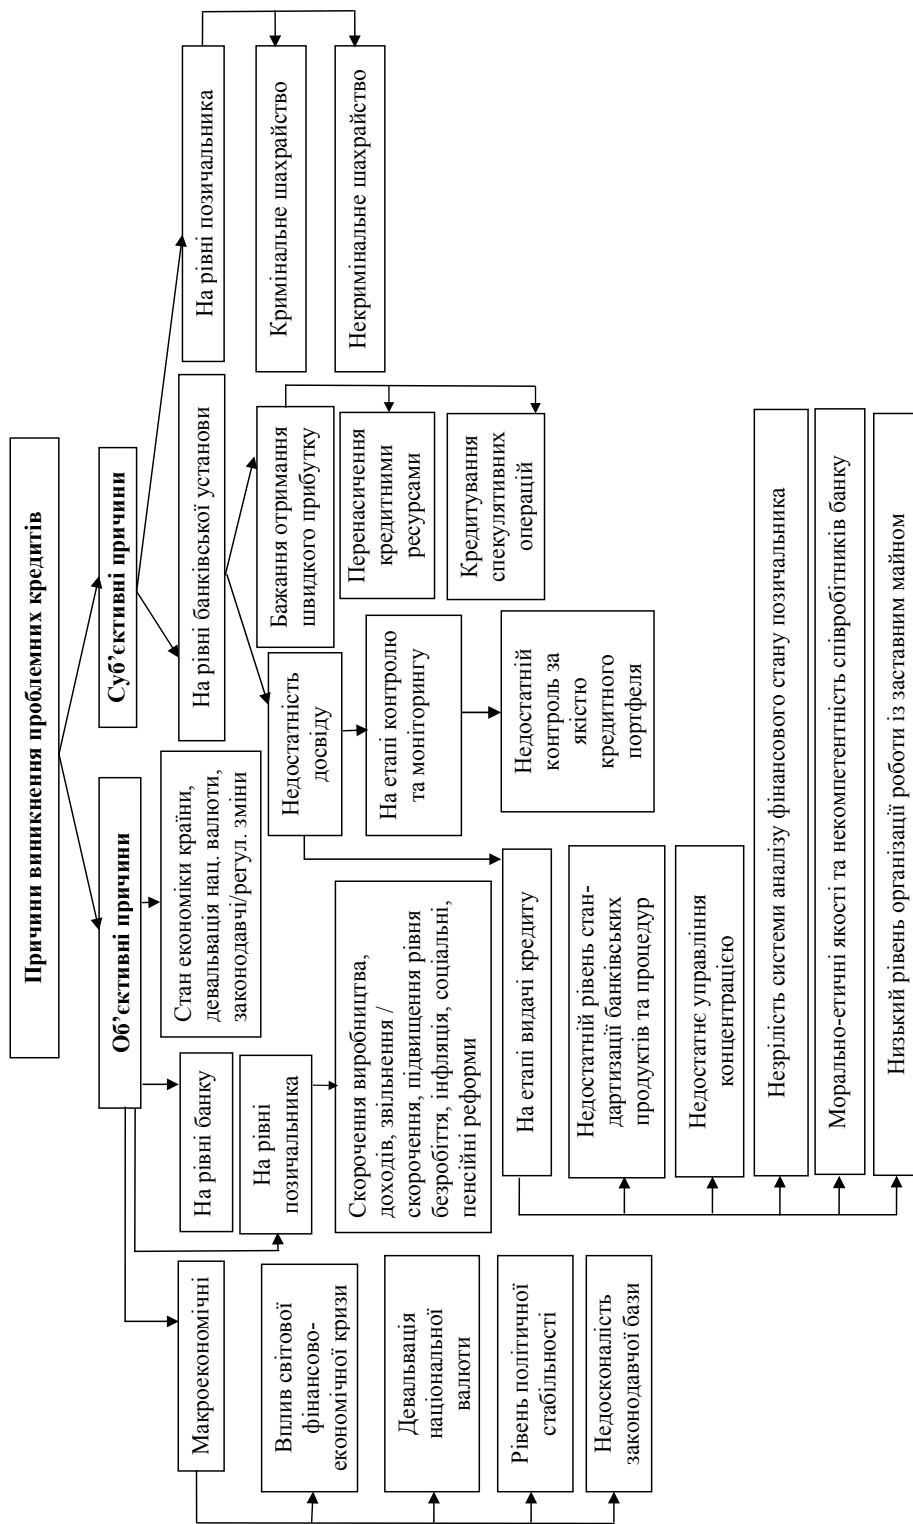 Причини виникнення проблемних кредитів
Об’єктивні причини
Суб’єктивні причини
Стан економіки країни,
девальвація нац. валюти,
законодавчі/регул. зміни
Макроекономічні
На рівні банку
На рівні банківської установи
На рівні позичальника
На рівні
позичальника
Вплив світового
фінансово-
економічної кризи
Девальвація
національної
валюти
Рівень політичної
стабільності
Недосконалість
законодавчої бази
Скорочення виробництва,
доходів, звільнення /
скорочення, підвищення рівня
безробіття, інфляція, соціальні,
пенсійні реформи
Недостатність
досвіду
Бажання отримання
швидкого прибутку
Кримінальне шахрайство
Некримінальне шахрайство
На етапі контролю
та моніторингу
Перенасичення
кредитними
ресурсами
Кредитування
спекулятивних
операцій
Недостатній
контроль за
якістю
кредитного
портфеля
На етапі видачі кредиту
Недостатній рівень стан-
дартизації банківських
продуктів та процедур
Недостатнє управління
концентрацією
Незрілість системи аналізу фінансового стану позичальника
Морально-етичні якості та некомпетентність співробітників банку
Низький рівень організації роботи із заставним майном